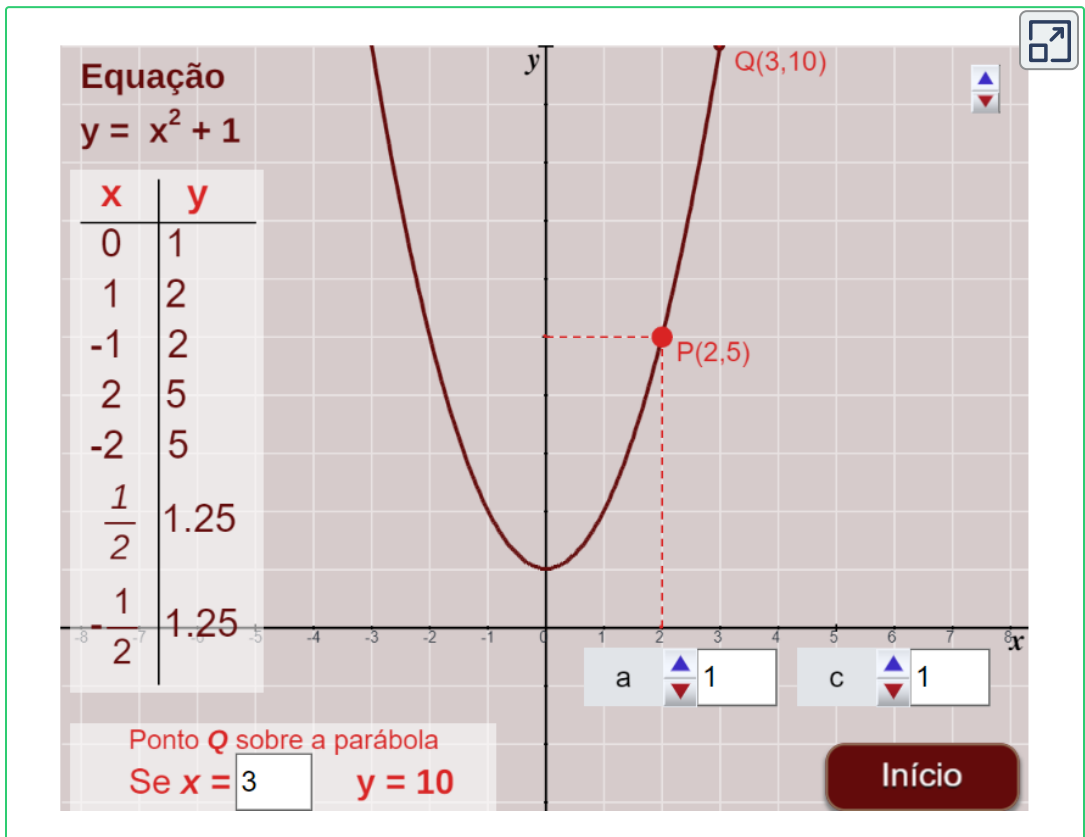 Equação
y = x² + 1
x y
0 1
1 2
-1 2
2 5
-2 5
1/2 1.25
-1/2 1.25
y
Q(3,10)
P(2,5)
-8 -7 -6 -5 -4 -3 -2 -1 0 1 2 3 4 5 6 7 8 x
a 1 c 1
Ponto Q sobre a parábola
Se x = 3 y = 10
Início